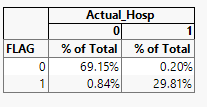 Actual_Hosp
0 1
FLAG % of Total % of Total
0 69.15% 0.20%
1 0.84% 29.81%